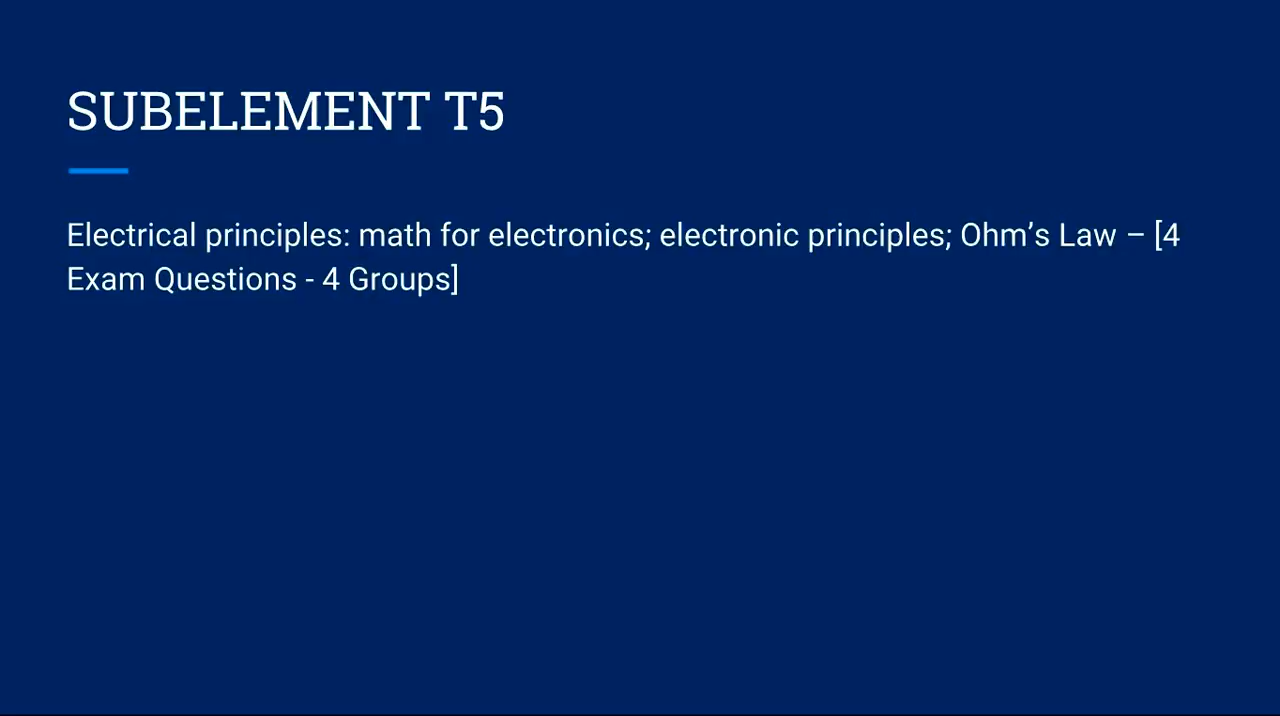 SUBELEMENT T5
Electrical principles: math for electronics; electronic principles; Ohm’s Law – [4
Exam Questions - 4 Groups]